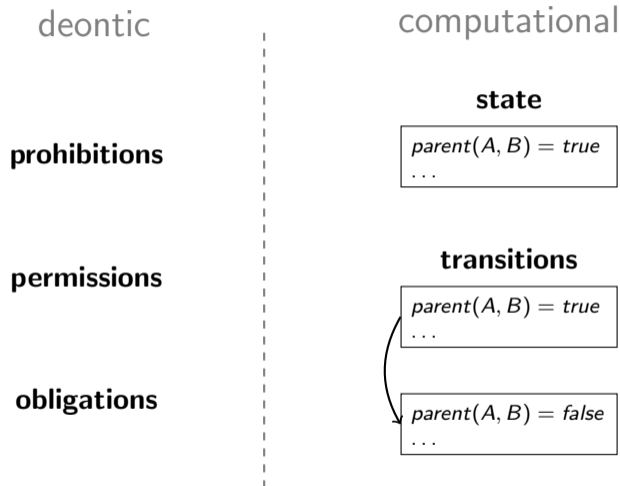 deontic
computational
prohibitions
permissions
obligations
state
parent(A, B) = true
. . .
transitions
parent(A, B) = true
. . .
parent(A, B) = false
. . .